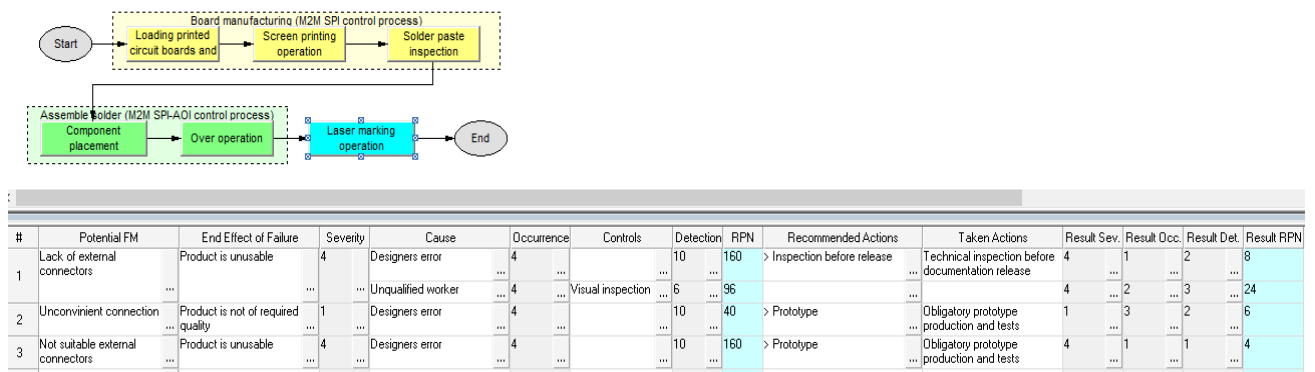 Board manufacturing (M2M SPI control process)
Start
Loading printed
circuit boards and
Screen printing
operation
Solder paste
inspection
Assemble solder (M2M SPI-AOI control process)
Component
placement
Over operation
Laser marking
operation
End
# Potential FM End Effect of Failure Severity Cause Occurrence Controls Detection RPN Recommended Actions Taken Actions Result Sev. Result Occ. Result Det. Result RPN
1 Lack of external Product is unusable 4 Designers error 4 10 160 > Inspection before release Technical inspection before 4 1 2 8
connectors ... documentation release
Unqualified worker 4 Visual inspection 6 96 4 2 3 24
2 Unconvinient connection Product is not of required 1 Designers error 4 10 40 > Prototype Obligatory prototype 1 3 2 6
quality production and tests
3 Not suitable external Product is unusable 4 Designers error 4 10 160 > Prototype Obligatory prototype 4 1 1 4
connectors production and tests